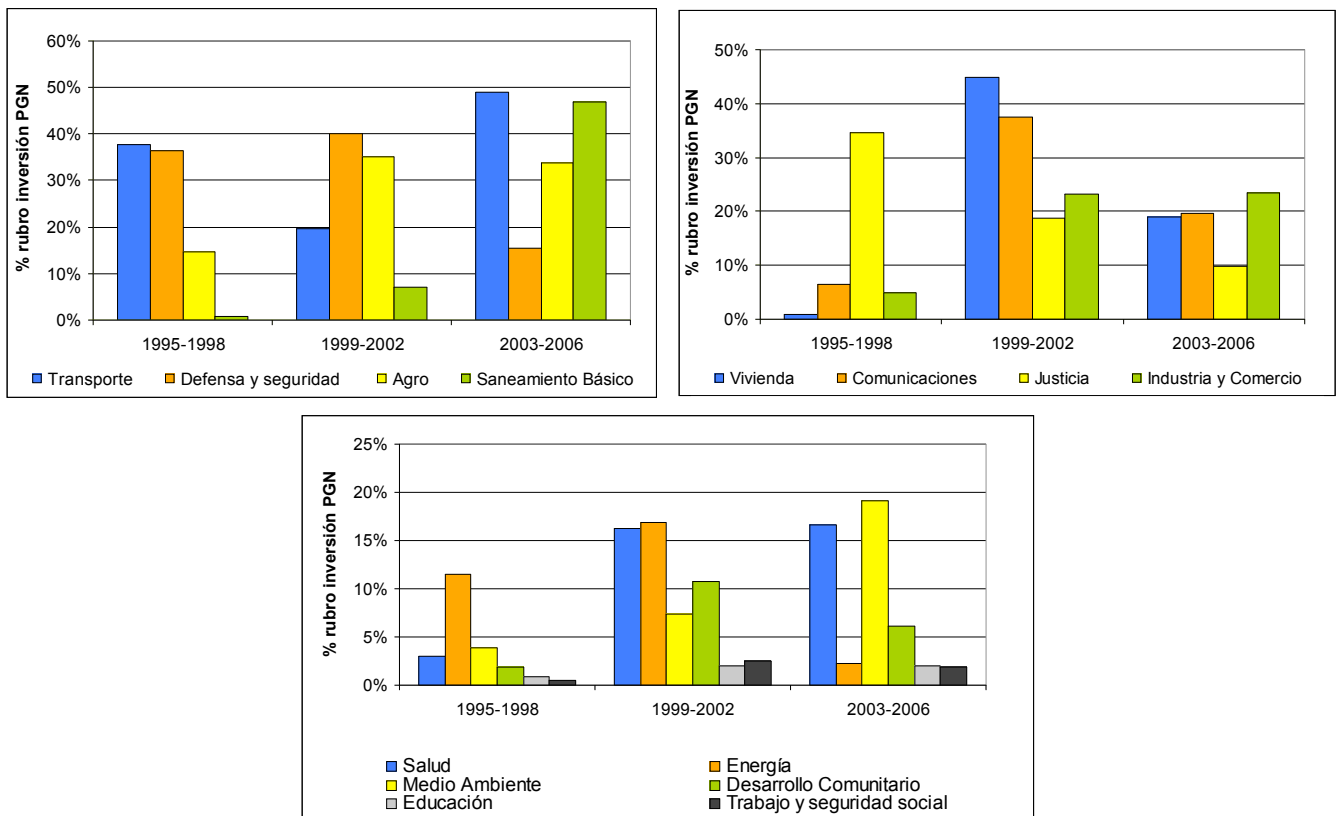 % rubro inversión PGN
60%
50%
40%
30%
20%
10%
0%
1995-1998 1999-2002 2003-2006
Transporte Defensa y seguridad Agro Saneamiento Básico
% rubro inversión PGN
50%
40%
30%
20%
10%
0%
1995-1998 1999-2002 2003-2006
Vivienda Comunicaciones Justicia Industria y Comercio
% rubro inversión PGN
25%
20%
15%
10%
5%
0%
1995-1998 1999-2002 2003-2006
Salud Energía
Medio Ambiente Desarrollo Comunitario
Educación Trabajo y seguridad social